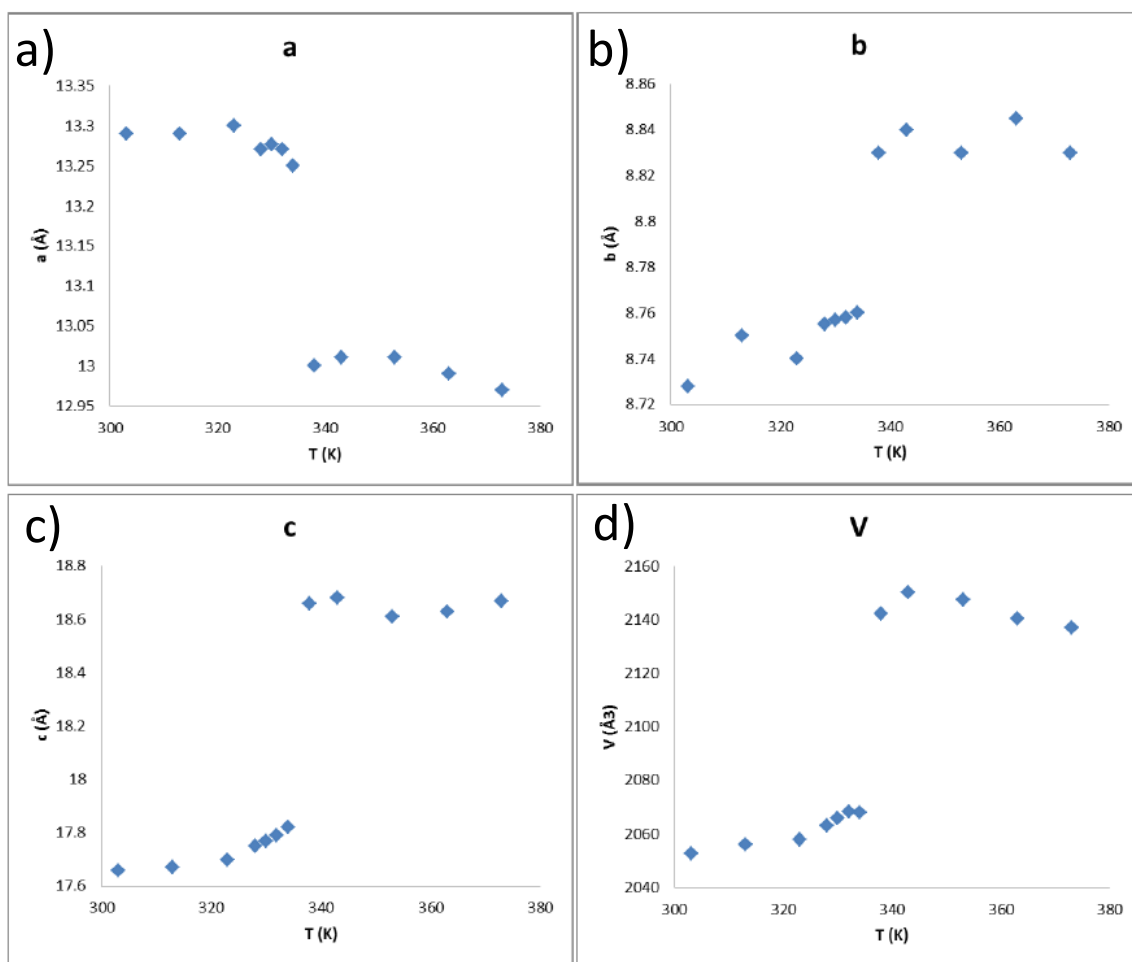 a)
a
13.35
13.3
13.25
13.2
13.15
13.1
13.05
13
12.95
a (Å)
300 320 340 360 380
T (K)
b)
b
8.86
8.84
8.82
8.8
8.78
8.76
8.74
8.72
b (Å)
300 320 340 360 380
T (K)
c)
c
18.8
18.6
18.4
18.2
18
17.8
17.6
c (Å)
300 320 340 360 380
T (K)
d)
V
2160
2140
2120
2100
2080
2060
2040
V (Å3)
300 320 340 360 380
T (K)